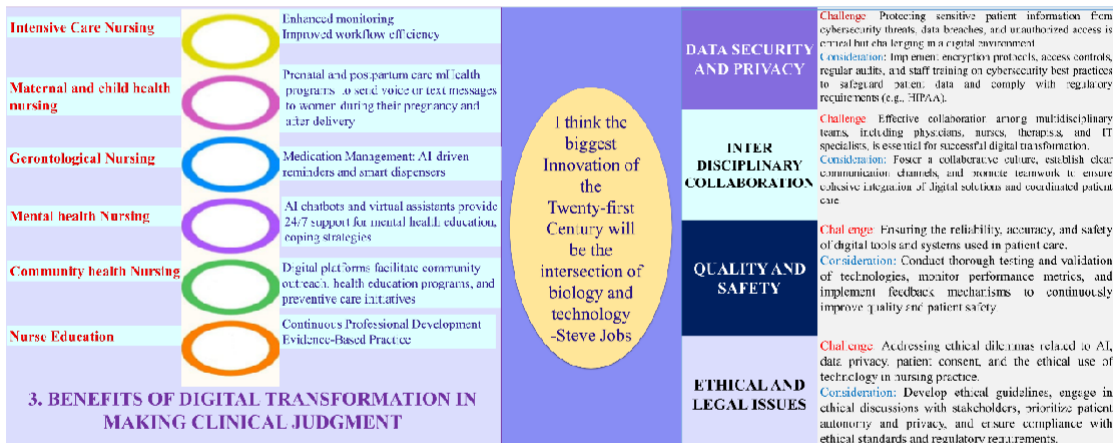 Intensive Care Nursing
Enhanced monitoring
Improved workflow efficiency
Maternal and child health
nursing
Prenatal and postpartum care mHealth
programs to send voice or text messages
to women during their pregnancy and
after delivery
Gerontological Nursing
Medication Management: AI-driven
reminders and smart dispensers
Mental health Nursing
AI chatbots and virtual assistants provide
24/7 support for mental health education,
coping strategies
Community health Nursing
Digital platforms facilitate community
outreach, health education programs, and
preventive care initiatives
Nurse Education
Continuous Professional Development
Evidence-Based Practice
3. BENEFITS OF DIGITAL TRANSFORMATION IN
MAKING CLINICAL JUDGMENT
I think the
biggest
Innovation of
the
Twenty-first
Century will
be the
intersection of
biology and
technology
-Steve Jobs
DATA SECURITY
AND PRIVACY
Challenge: Protecting sensitive patient information from
cybersecurity threats, data breaches, and unauthorized access is
critical but challenging in a digital environment.
Consideration: Implement encryption protocols, access controls,
regular audits, and staff training on cybersecurity best practices
to safeguard patient data and comply with regulatory
requirements (e.g., HIPAA).
INTER
DISCIPLINARY
COLLABORATION
Challenge: Effective collaboration among multidisciplinary
teams, including physicians, nurses, therapists, and IT
specialists, is essential for successful digital transformation.
Consideration: Foster a collaborative culture, establish clear
communication channels, and promote teamwork to ensure
cohesive integration of digital solutions and coordinated patient
care
QUALITY AND
SAFETY
Challenge: Ensuring the reliability, accuracy, and safety
of digital tools and systems used in patient care.
Consideration: Conduct thorough testing and validation
of technologies, monitor performance metrics, and
implement feedback mechanisms to continuously
improve quality and patient safety
ETHICAL AND
LEGAL ISSUES
Challenge: Addressing ethical dilemmas related to AI,
data privacy, patient consent, and the ethical use of
technology in nursing practice.
Consideration: Develop ethical guidelines, engage in
ethical discussions with stakeholders, prioritize patient
autonomy and privacy, and ensure compliance with
ethical standards and regulatory requirements.